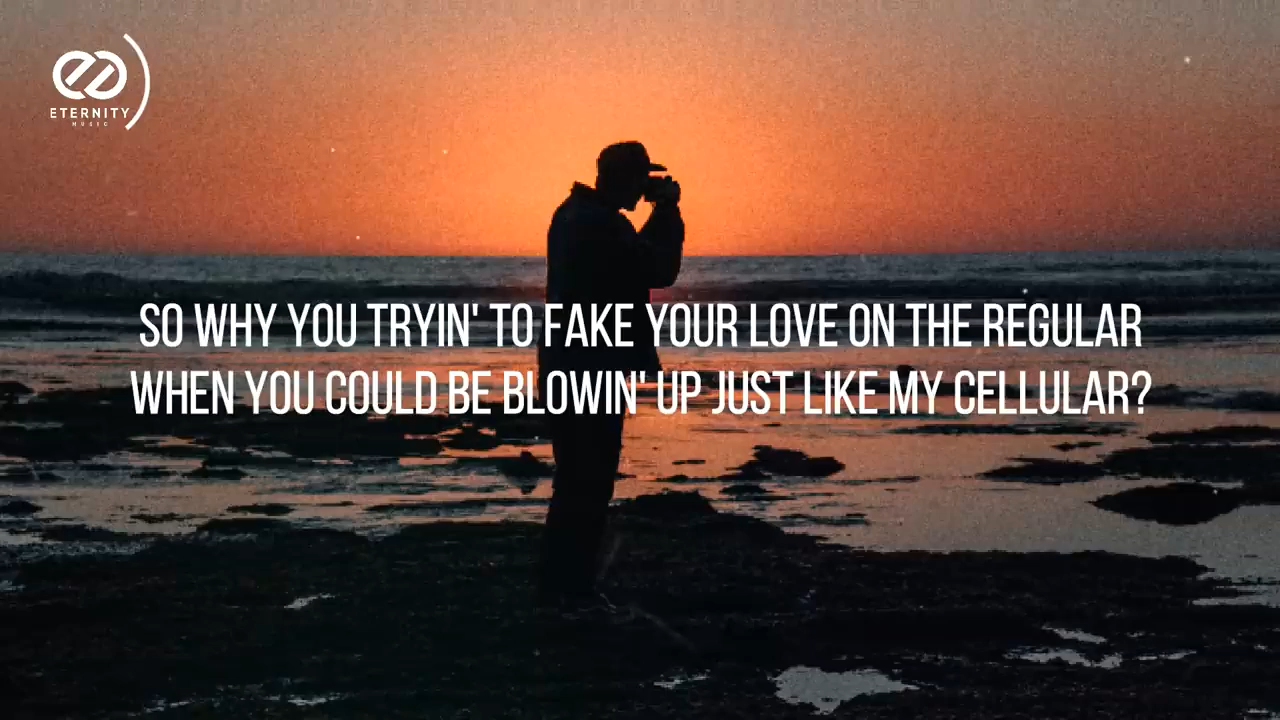 ETERNITY
MUSIC
SO WHY YOU TRYIN' TO FAKE YOUR LOVE ON THE REGULAR
WHEN YOU COULD BE BLOWIN' UP JUST LIKE MY CELLULAR?